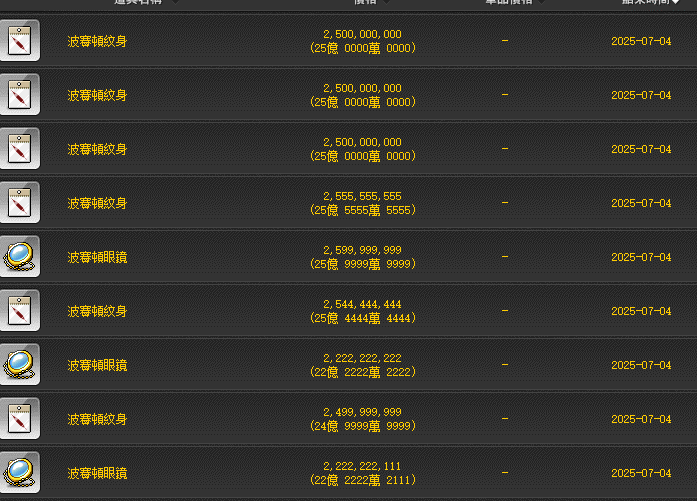 道具名稱 價格 單品價格 結束時間
波賽頓紋身 2,500,000,000 - 2025-07-04
(25億 0000萬 0000)
波賽頓紋身 2,500,000,000 - 2025-07-04
(25億 0000萬 0000)
波賽頓紋身 2,500,000,000 - 2025-07-04
(25億 0000萬 0000)
波賽頓紋身 2,555,555,555 - 2025-07-04
(25億 5555萬 5555)
波賽頓眼鏡 2,599,999,999 - 2025-07-04
(25億 9999萬 9999)
波賽頓紋身 2,544,444,444 - 2025-07-04
(25億 4444萬 4444)
波賽頓眼鏡 2,222,222,222 - 2025-07-04
(22億 2222萬 2222)
波賽頓紋身 2,499,999,999 - 2025-07-04
(24億 9999萬 9999)
波賽頓眼鏡 2,222,222,111 - 2025-07-04
(22億 2222萬 2111)